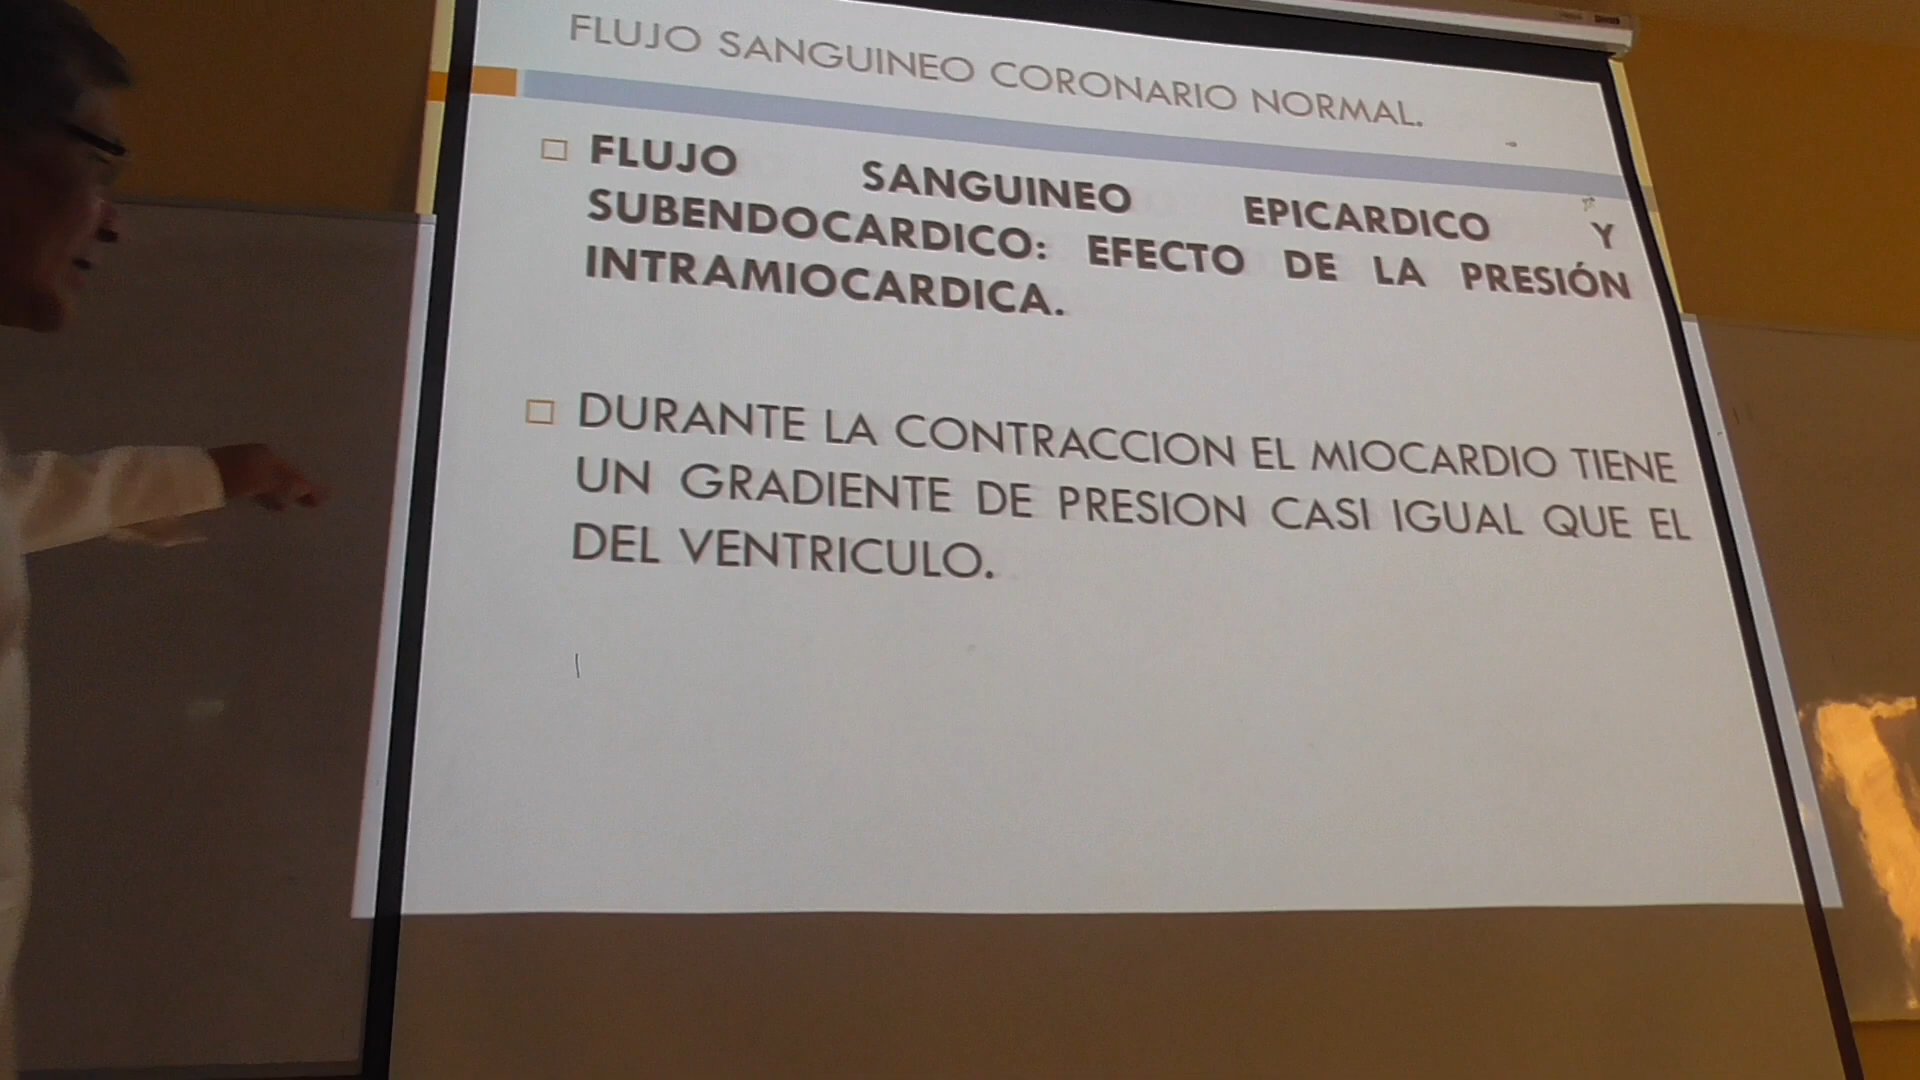 FLUJO SANGUINEO CORONARIO NORMAL.
FLUJO SANGUINEO EPICARDICO Y
SUBENDOCARDICO: EFECTO DE LA PRESIÓN
INTRAMIOCARDICA.
DURANTE LA CONTRACCION EL MIOCARDIO TIENE
UN GRADIENTE DE PRESION CASI IGUAL QUE EL
DEL VENTRICULO.